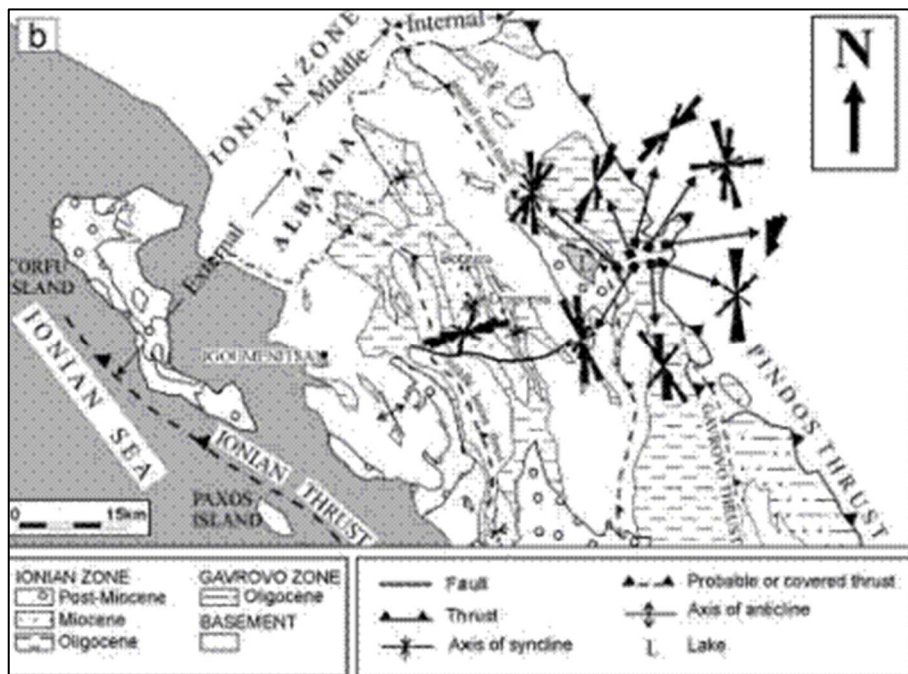 b
N
Internal
Middle
IONIAN ZONE
ALBANIA
External
CORFU
ISLAND
IGOUMENITSA
IONIAN
SEA
IONIAN THRUST
PAXOS
ISLAND
PINDOS THRUST
GAVROVO THRUST
L
0 15km
IONIAN ZONE
Post-Miocene
Miocene
Oligocene
GAVROVO ZONE
Oligocene
BASEMENT
Fault
Thrust
Axis of syncline
Probable or covered thrust
Axis of anticline
L Lake